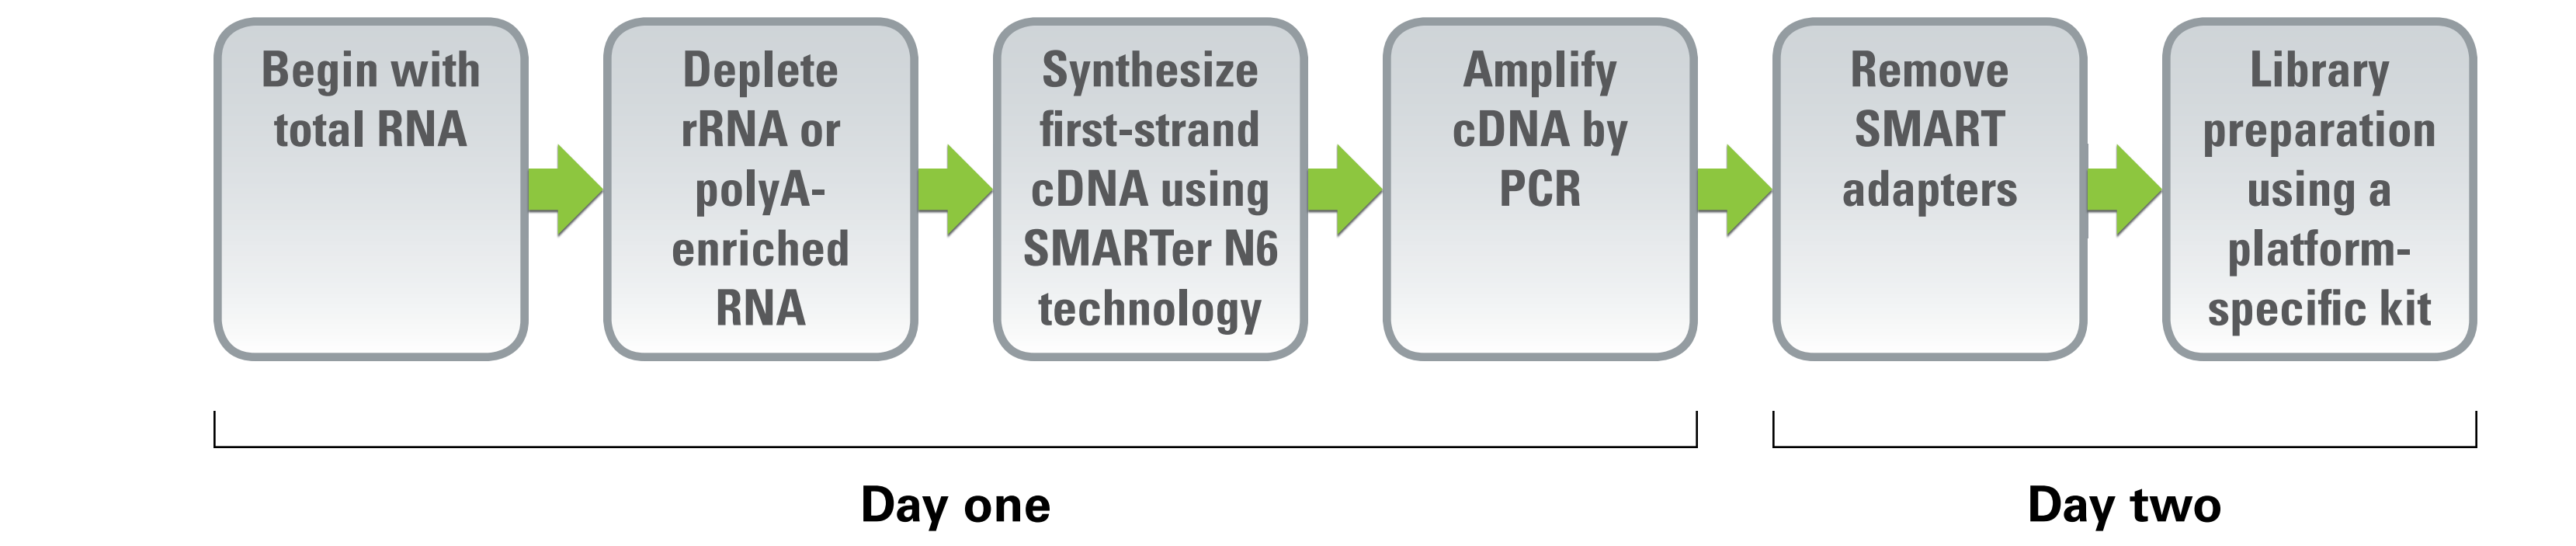 Begin with
total RNA
Deplete
rRNA or
polyA-
enriched
RNA
Synthesize
first-strand
cDNA using
SMARTer N6
technology
Amplify
cDNA by
PCR
Remove
SMART
adapters
Library
preparation
using a
platform-
specific kit
Day one
Day two